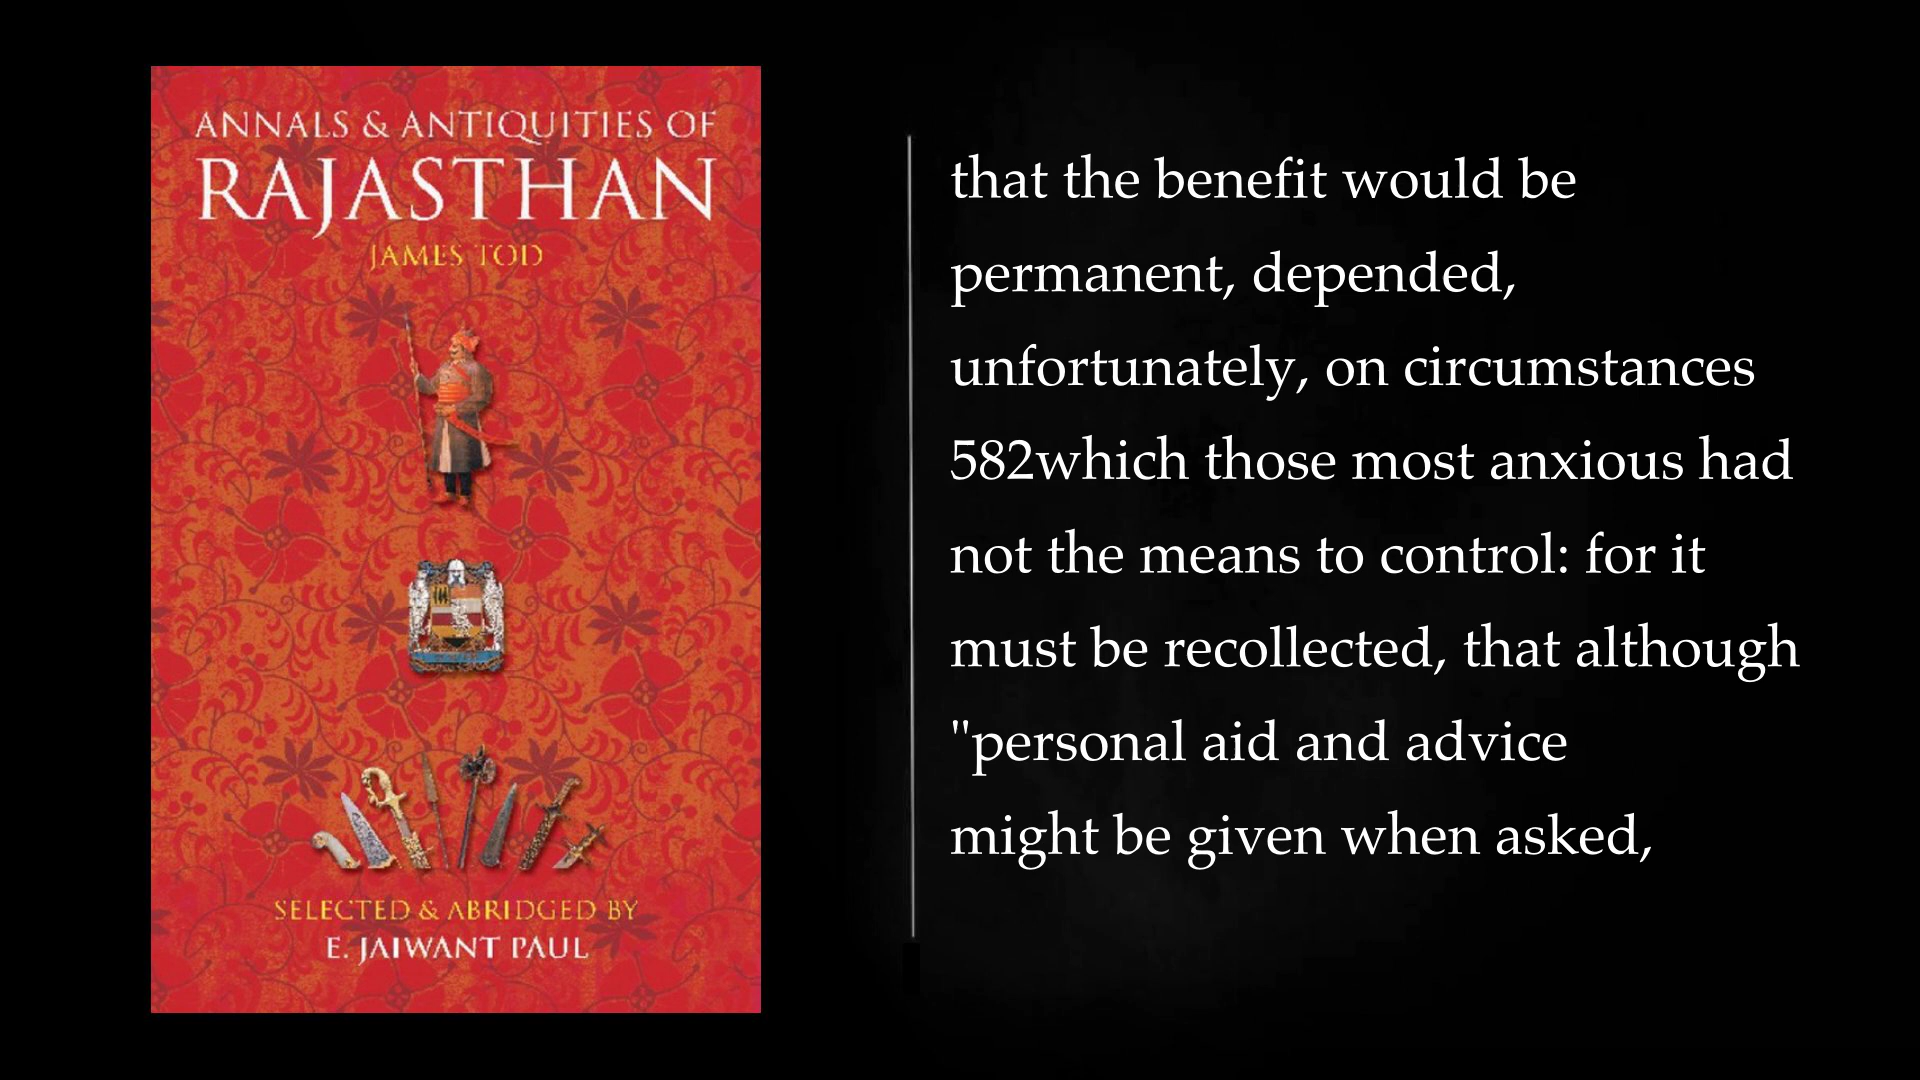 ANNALS & ANTIQUITIES OF
RAJASTHAN
JAMES TOD
SELECTED & ABRIDGED BY
E. JAIWANT PAUL
that the benefit would be
permanent, depended,
unfortunately, on circumstances
582which those most anxious had
not the means to control: for it
must be recollected, that although
"personal aid and advice
might be given when asked,